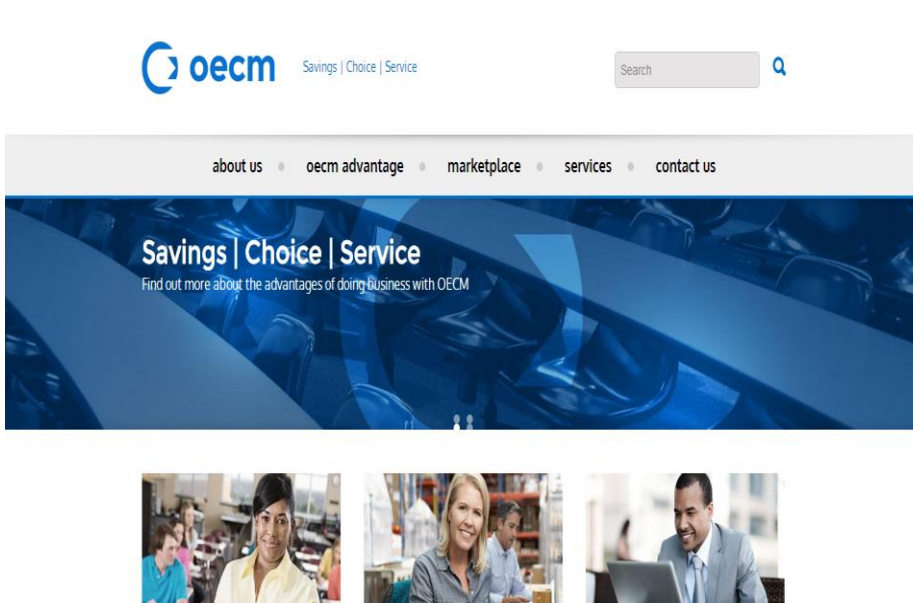 oecm
Savings | Choice | Service
Search
about us
oecm advantage
marketplace
services
contact us
Savings | Choice | Service
Find out more about the advantages of doing business with OECM